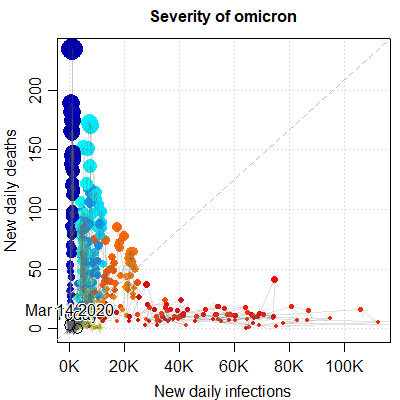 Severity of omicron
New daily deaths
200
150
100
50
0
Mar 14 2020
0K
20K
40K
60K
80K
100K
New daily infections